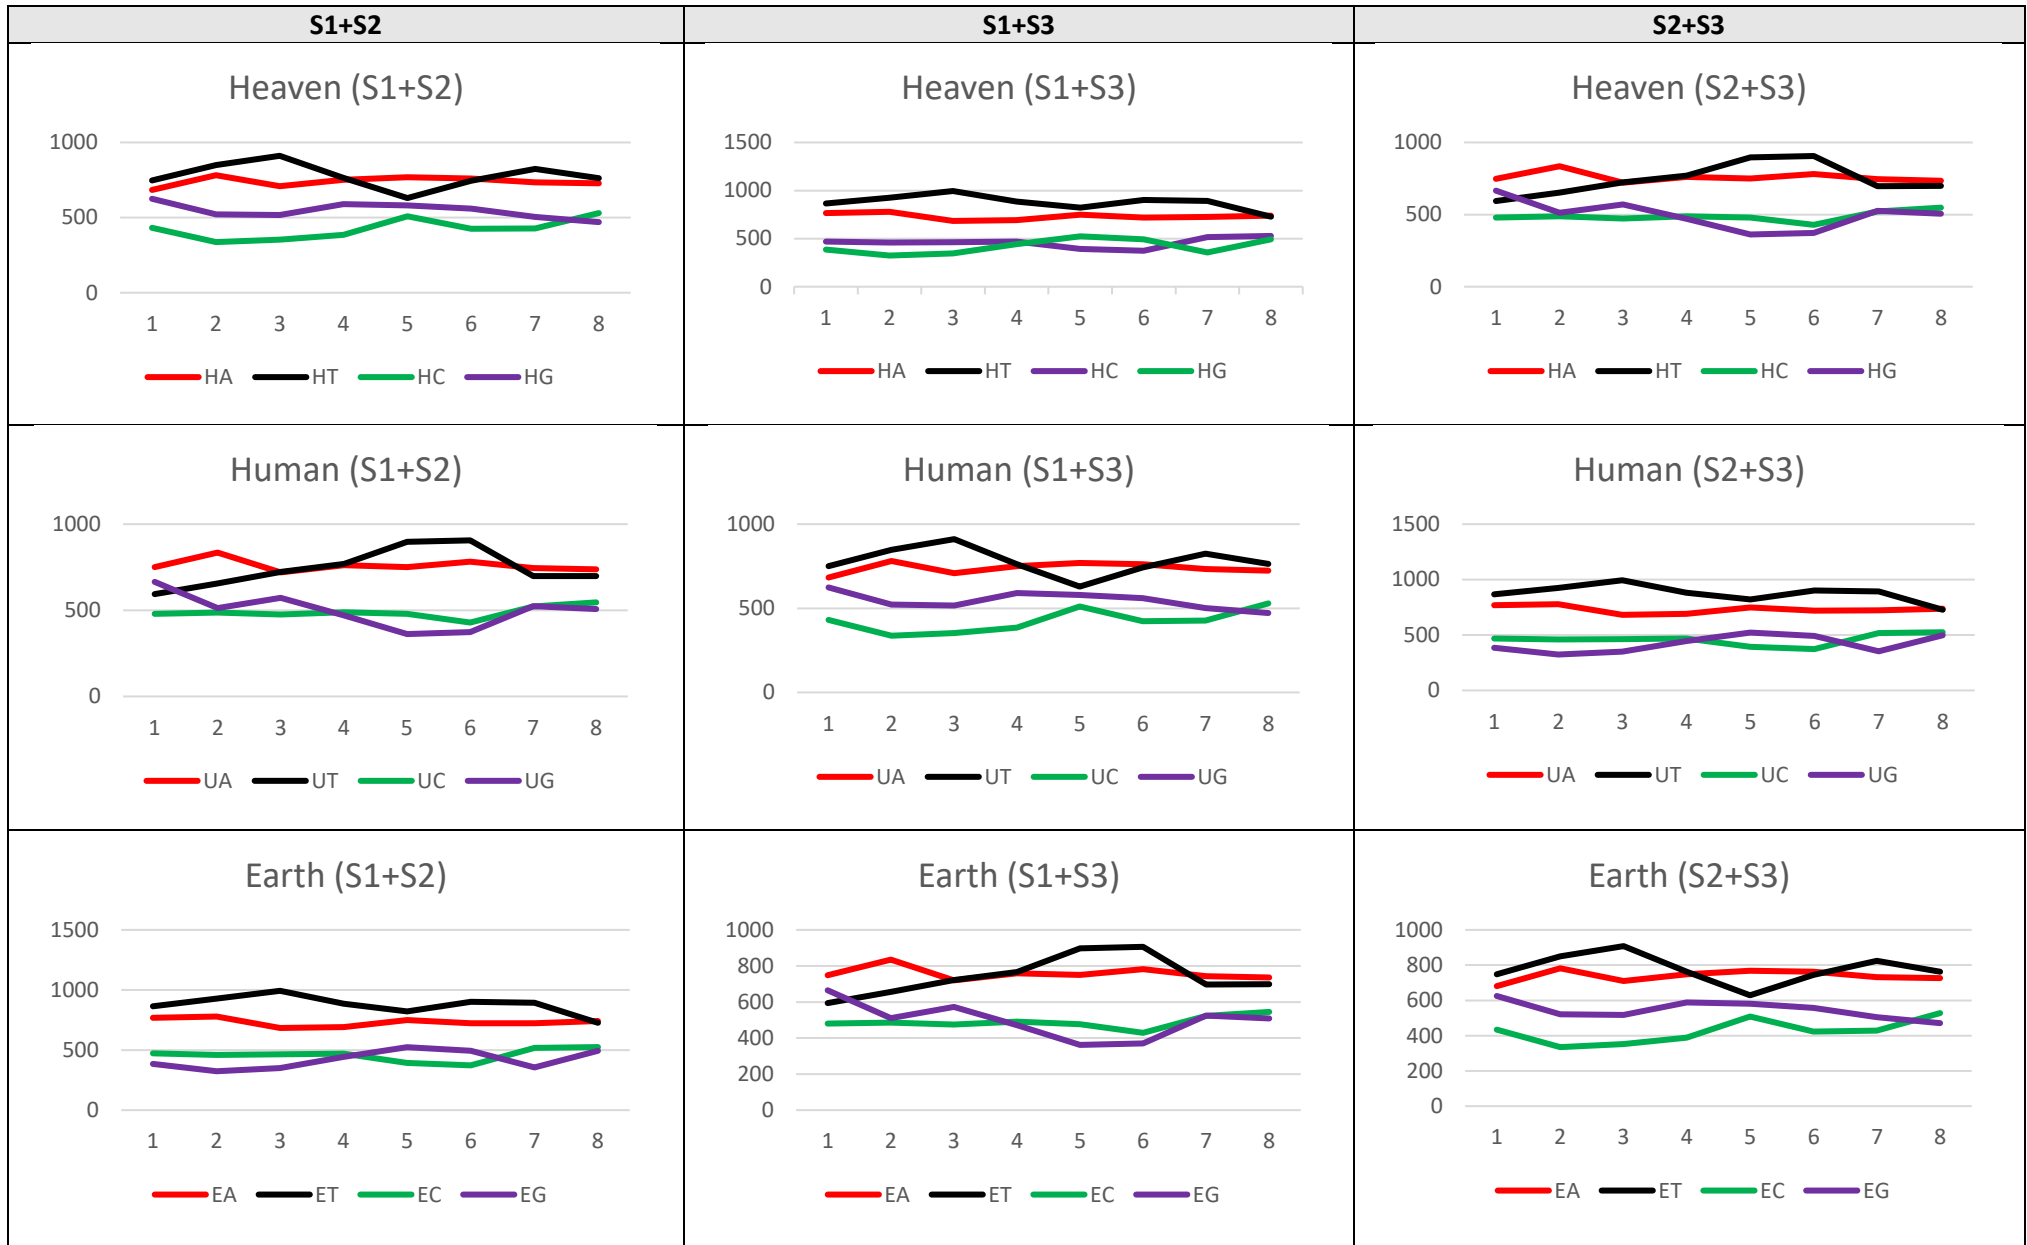 S1+S2 S1+S3 S2+S3
Heaven (S1+S2)
1000
500
0
1 2 3 4 5 6 7 8
HA HT HC HG
Heaven (S1+S3)
1500
1000
500
0
1 2 3 4 5 6 7 8
HA HT HC HG
Heaven (S2+S3)
1000
500
0
1 2 3 4 5 6 7 8
HA HT HC HG
Human (S1+S2)
1000
500
0
1 2 3 4 5 6 7 8
UA UT UC UG
Human (S1+S3)
1000
500
0
1 2 3 4 5 6 7 8
UA UT UC UG
Human (S2+S3)
1500
1000
500
0
1 2 3 4 5 6 7 8
UA UT UC UG
Earth (S1+S2)
1500
1000
500
0
1 2 3 4 5 6 7 8
EA ET EC EG
Earth (S1+S3)
1000
800
600
400
200
0
1 2 3 4 5 6 7 8
EA ET EC EG
Earth (S2+S3)
1000
800
600
400
200
0
1 2 3 4 5 6 7 8
EA ET EC EG